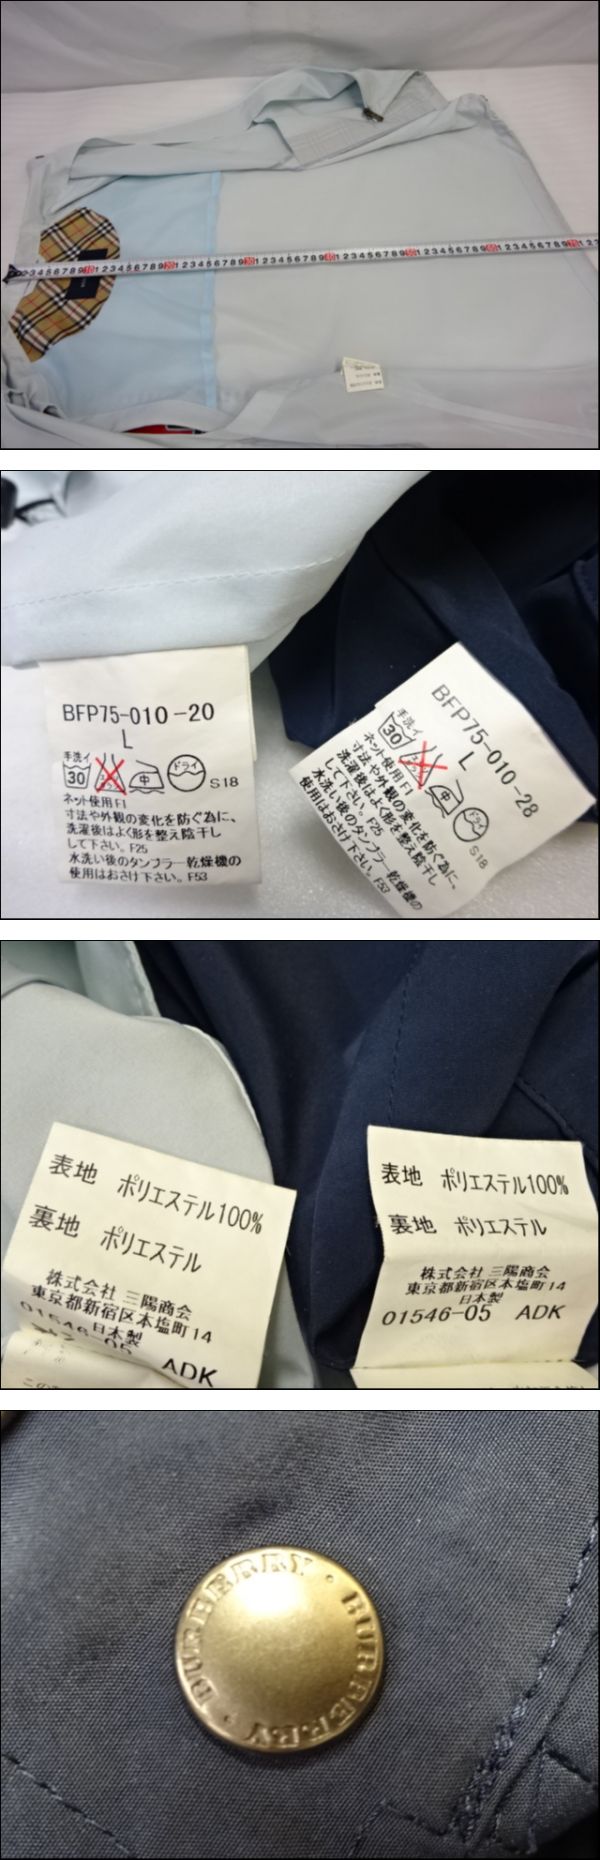 BFP75-010-20
L
手洗イ
30
中
ドライ
S18
ネット使用F1
寸法や外観の変化を防ぐ為に、
洗濯後はよく形を整え陰干し
して下さい。F25
水洗い後のタンブラー乾燥機の
使用はおさけ下さい。F53
BFP75-010-28
L
手洗イ
30
中
ドライ
S18
ネット使用F1
寸法や外観の変化を防ぐ為に、
洗濯後はよく形を整え陰干し
して下さい。F25
水洗い後のタンブラー乾燥機の
使用はおさけ下さい。F53
表地 ポリエステル100%
裏地 ポリエステル
株式会社 三陽商会
東京都新宿区本塩町14
日本製
01546-05 ADK
表地 ポリエステル100%
裏地 ポリエステル
株式会社 三陽商会
東京都新宿区本塩町14
日本製
01546-05 ADK
BURBERRY · BURBERRY · BURBERRY